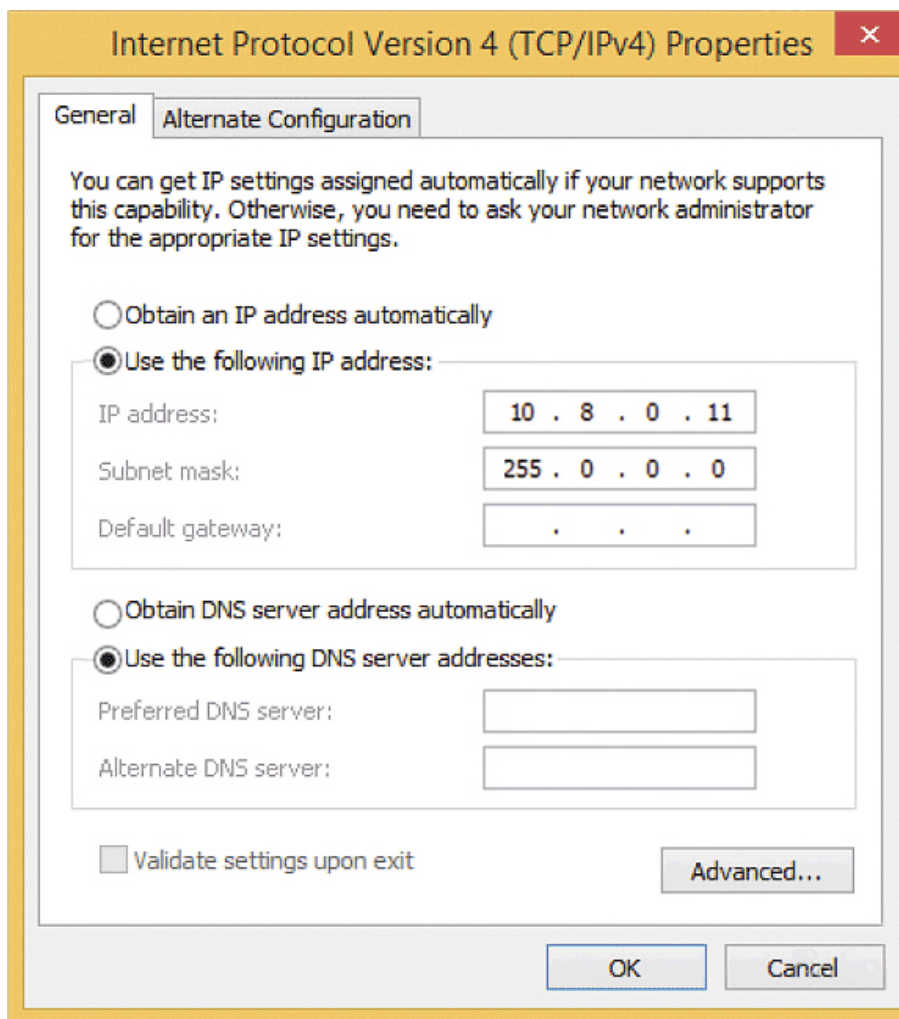 Internet Protocol Version 4 (TCP/IPv4) Properties
General
Alternate Configuration
You can get IP settings assigned automatically if your network supports
this capability. Otherwise, you need to ask your network administrator
for the appropriate IP settings.
Obtain an IP address automatically
Use the following IP address:
IP address:
10 . 8 . 0 . 11
Subnet mask:
255 . 0 . 0 . 0
Default gateway:
. . .
Obtain DNS server address automatically
Use the following DNS server addresses:
Preferred DNS server:
Alternate DNS server:
Validate settings upon exit
Advanced...
OK
Cancel